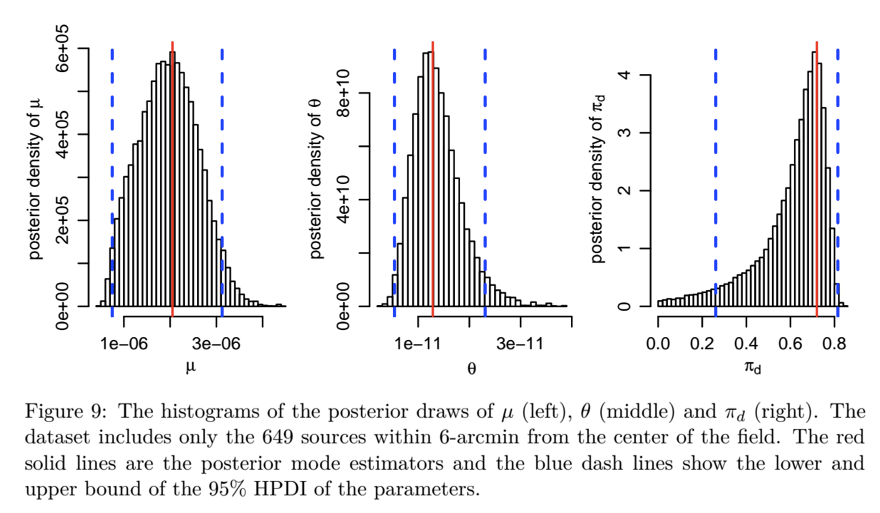 posterior density of μ
0e+00 2e+05 4e+05 6e+05
1e-06 3e-06
μ
posterior density of θ
0e+00 4e+10 8e+10
1e-11 3e-11
θ
posterior density of π_d
0 1 2 3 4
0.0 0.2 0.4 0.6 0.8
π_d
Figure 9: The histograms of the posterior draws of μ (left), θ (middle) and π_d (right). The
dataset includes only the 649 sources within 6-arcmin from the center of the field. The red
solid lines are the posterior mode estimators and the blue dash lines show the lower and
upper bound of the 95% HPDI of the parameters.